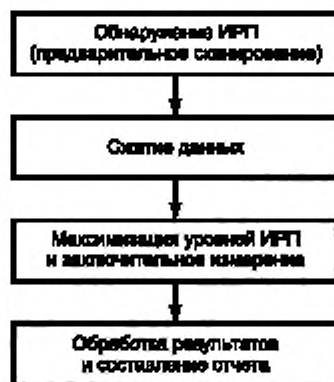 Обнаружение ИРП
(предварительное сканирование)
Сжатие данных
Максимизация уровней ИРП
и заключительное измерение
Обработка результатов
и составление отчета